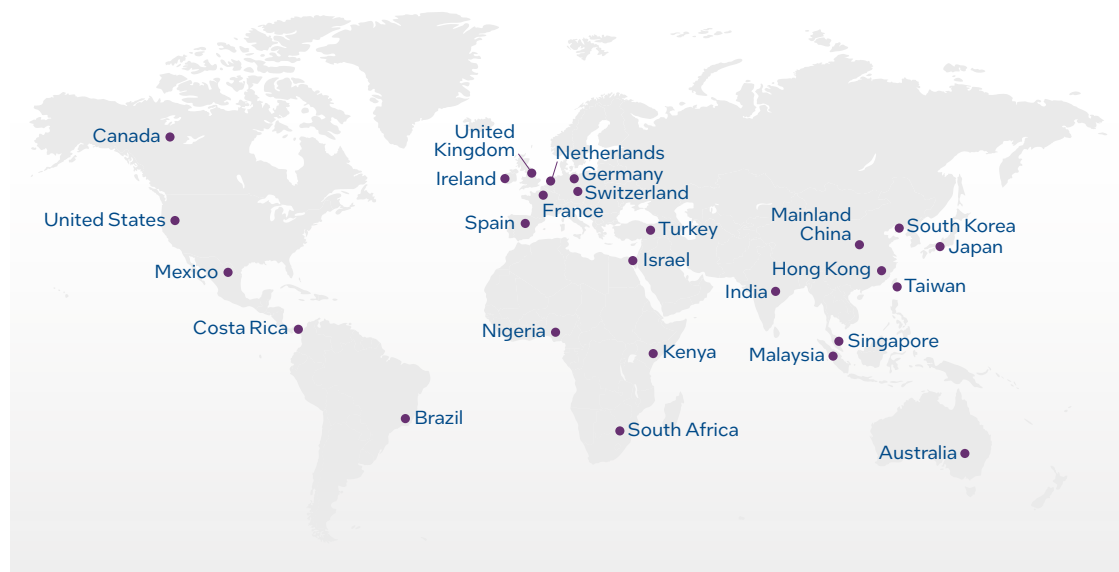 Canada
United
Kingdom
Netherlands
Ireland
Germany
Switzerland
France
United States
Spain
Turkey
Mainland
China
South Korea
Japan
Mexico
Israel
Hong Kong
India
Taiwan
Costa Rica
Nigeria
Kenya
Singapore
Malaysia
Brazil
South Africa
Australia